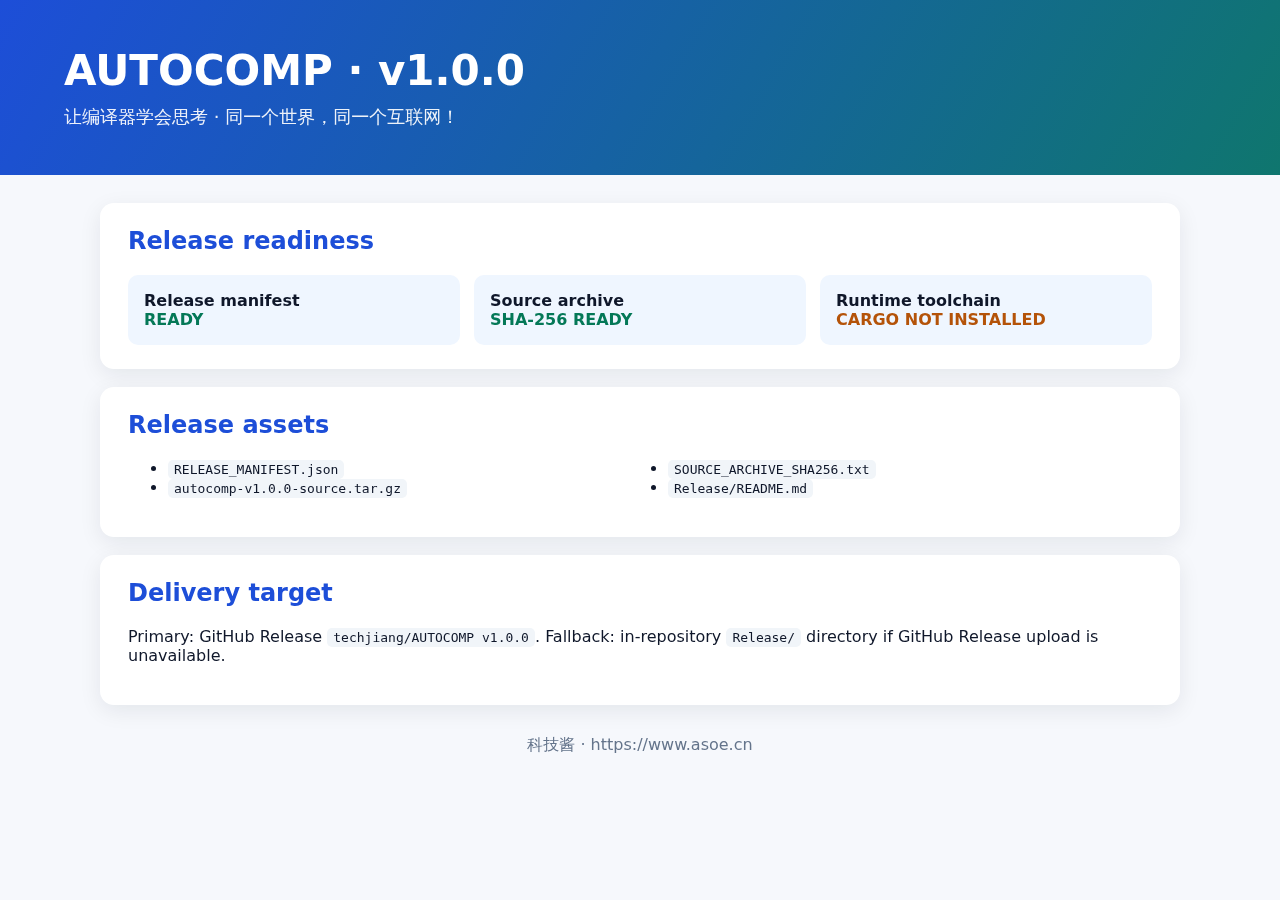 AUTOCOMP · v1.0.0
让编译器学会思考 · 同一个世界，同一个互联网！
Release readiness
Release manifest
READY
Source archive
SHA-256 READY
Runtime toolchain
CARGO NOT INSTALLED
Release assets
RELEASE_MANIFEST.json
autocomp-v1.0.0-source.tar.gz
SOURCE_ARCHIVE_SHA256.txt
Release/README.md
Delivery target
Primary: GitHub Release techjiang/AUTOCOMP v1.0.0. Fallback: in-repository Release/ directory if GitHub Release upload is
unavailable.
科技酱 · https://www.asoe.cn